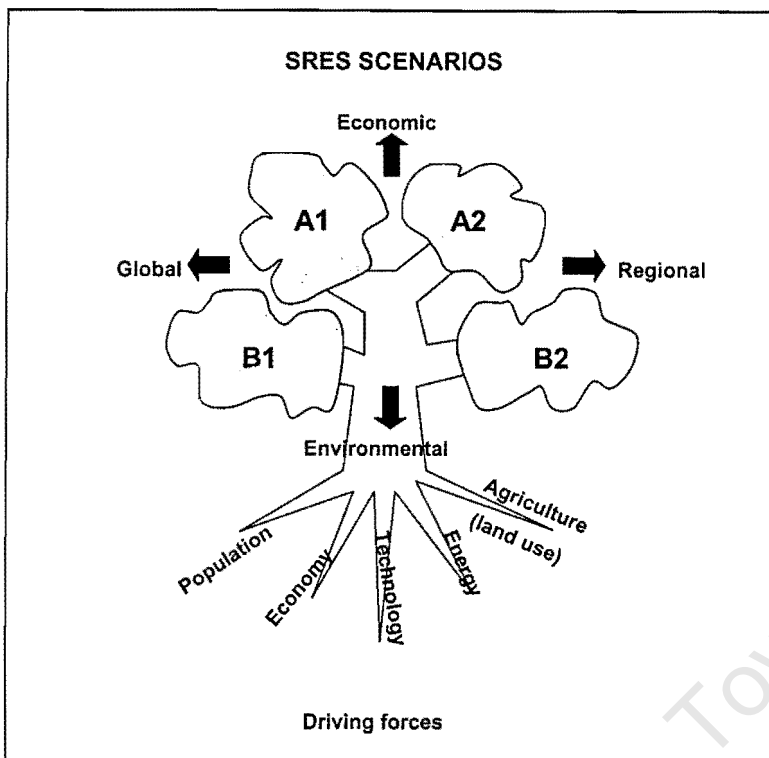 SRES SCENARIOS
Economic
A1
A2
Global
Regional
B1
B2
Environmental
Population
Economy
Technology
Energy
Agriculture
(land use)
Driving forces